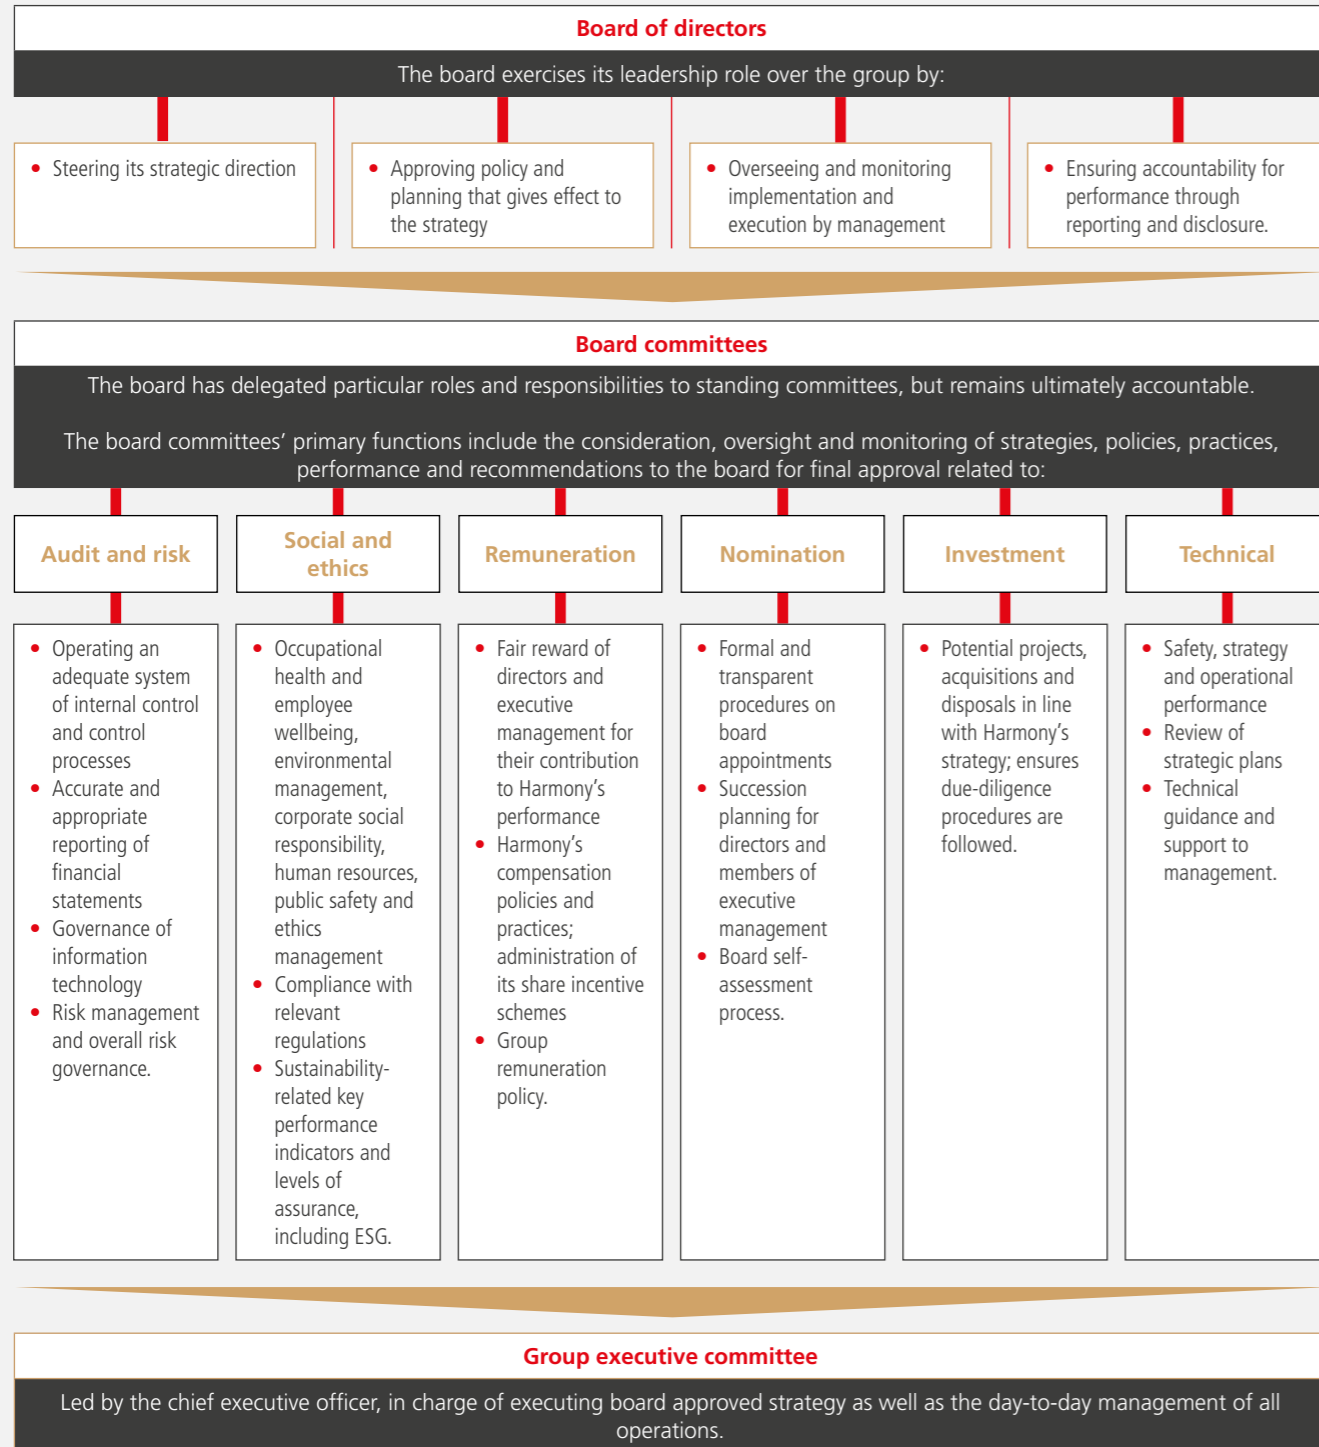 Board of directors
The board exercises its leadership role over the group by:
• Steering its strategic direction
• Approving policy and
planning that gives effect to
the strategy
• Overseeing and monitoring
implementation and
execution by management
• Ensuring accountability for
performance through
reporting and disclosure.
Board committees
The board has delegated particular roles and responsibilities to standing committees, but remains ultimately accountable.
The board committees’ primary functions include the consideration, oversight and monitoring of strategies, policies, practices,
performance and recommendations to the board for final approval related to:
Audit and risk
• Operating an
adequate system
of internal control
and control
processes
• Accurate and
appropriate
reporting of
financial
statements
• Governance of
information
technology
• Risk management
and overall risk
governance.
Social and
ethics
• Occupational
health and
employee
wellbeing,
environmental
management,
corporate social
responsibility,
human resources,
public safety and
ethics
management
• Compliance with
relevant
regulations
• Sustainability-
related key
performance
indicators and
levels of
assurance,
including ESG.
Remuneration
• Fair reward of
directors and
executive
management for
their contribution
to Harmony’s
performance
• Harmony’s
compensation
policies and
practices;
administration of
its share incentive
schemes
• Group
remuneration
policy.
Nomination
• Formal and
transparent
procedures on
board
appointments
• Succession
planning for
directors and
members of
executive
management
• Board self-
assessment
process.
Investment
• Potential projects,
acquisitions and
disposals in line
with Harmony’s
strategy; ensures
due-diligence
procedures are
followed.
Technical
• Safety, strategy
and operational
performance
• Review of
strategic plans
• Technical
guidance and
support to
management.
Group executive committee
Led by the chief executive officer, in charge of executing board approved strategy as well as the day-to-day management of all
operations.